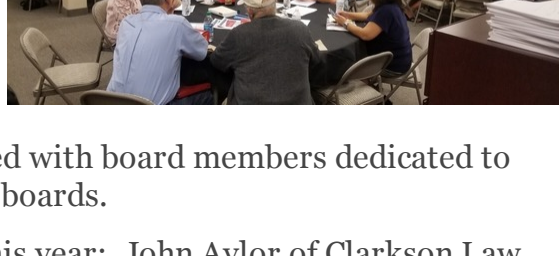 ed with board members dedicated to
boards.
his year:   John Aylor of Clarkson Law